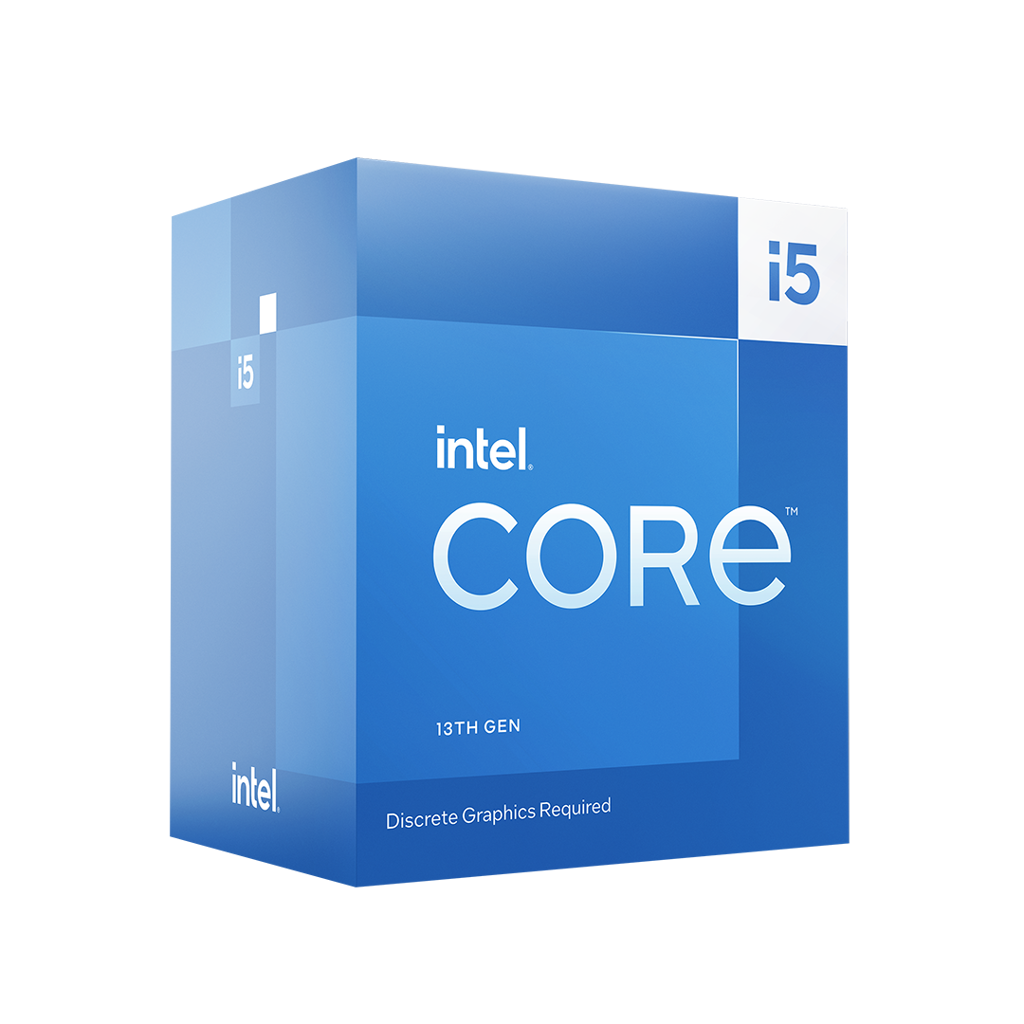 i5
i5
intel®
CORe™
13TH GEN
intel®
Discrete Graphics Required